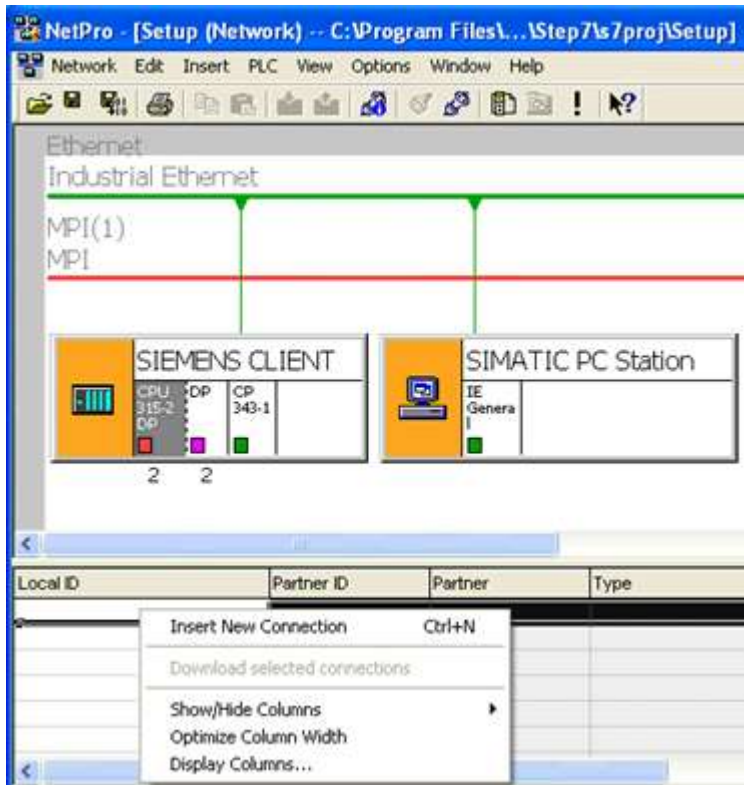 NetPro - [Setup (Network) -- C:\Program Files\...\Step7\s7proj\Setup]
Network Edit Insert PLC View Options Window Help
Ethernet
Industrial Ethernet
MPI(1)
MPI
SIEMENS CLIENT
CPU
315-2
DP
DP
CP
343-1
2
2
SIMATIC PC Station
IE
Genera
l
Local ID Partner ID Partner Type
Insert New Connection Ctrl+N
Download selected connections
Show/Hide Columns
Optimize Column Width
Display Columns...